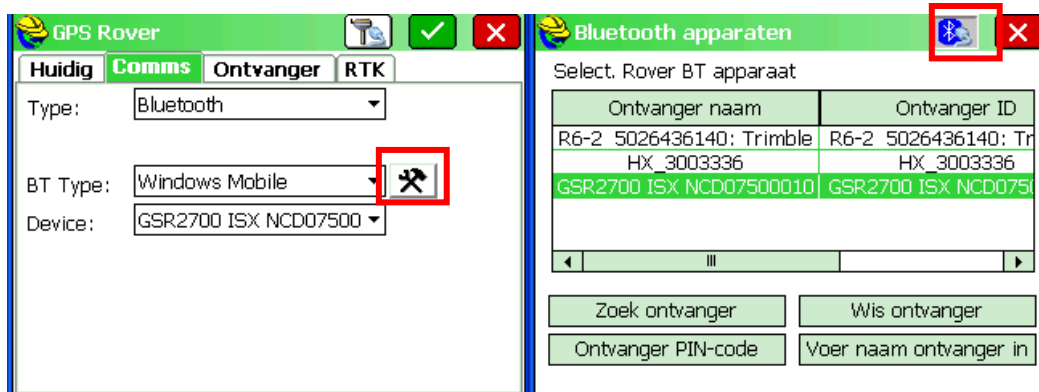 GPS Rover
Huidig Comms Ontvanger RTK
Type: Bluetooth
BT Type: Windows Mobile
Device: GSR2700 ISX NCD07500
Bluetooth apparaten
Select. Rover BT apparaat
Ontvanger naam Ontvanger ID
R6-2 5026436140: Trimble R6-2 5026436140: Tr
HX_3003336 HX_3003336
GSR2700 ISX NCD07500010 GSR2700 ISX NCD0750
Zoek ontvanger Wis ontvanger
Ontvanger PIN-code Voer naam ontvanger in